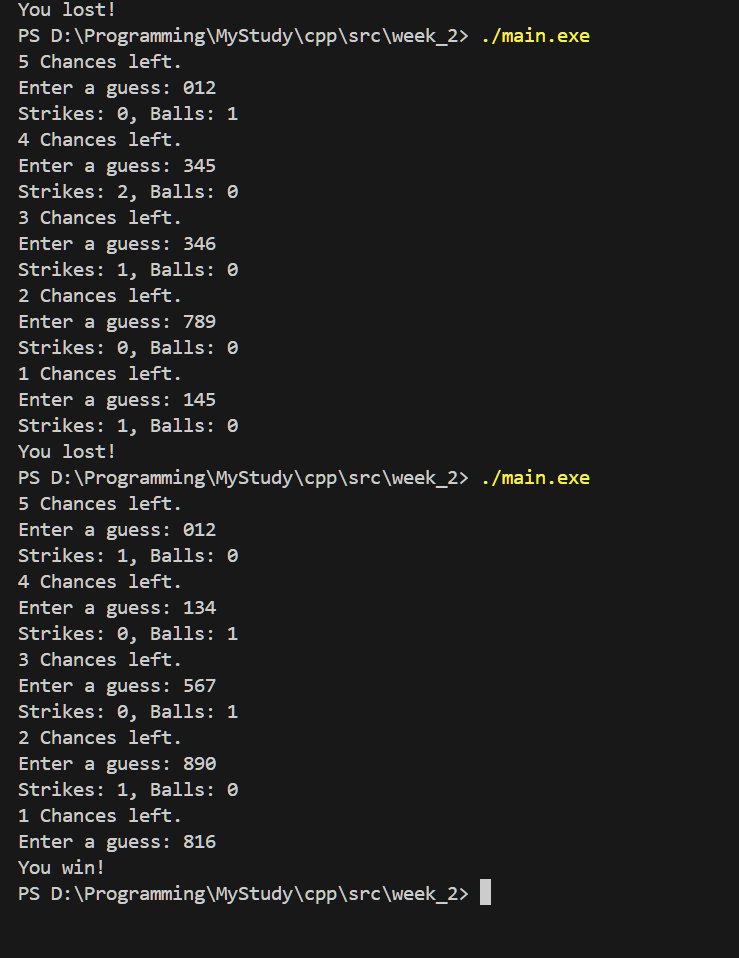 You lost!
PS D:\Programming\MyStudy\cpp\src\week_2> ./main.exe
5 Chances left.
Enter a guess: 012
Strikes: 0, Balls: 1
4 Chances left.
Enter a guess: 345
Strikes: 2, Balls: 0
3 Chances left.
Enter a guess: 346
Strikes: 1, Balls: 0
2 Chances left.
Enter a guess: 789
Strikes: 0, Balls: 0
1 Chances left.
Enter a guess: 145
Strikes: 1, Balls: 0
You lost!
PS D:\Programming\MyStudy\cpp\src\week_2> ./main.exe
5 Chances left.
Enter a guess: 012
Strikes: 1, Balls: 0
4 Chances left.
Enter a guess: 134
Strikes: 0, Balls: 1
3 Chances left.
Enter a guess: 567
Strikes: 0, Balls: 1
2 Chances left.
Enter a guess: 890
Strikes: 1, Balls: 0
1 Chances left.
Enter a guess: 816
You win!
PS D:\Programming\MyStudy\cpp\src\week_2>